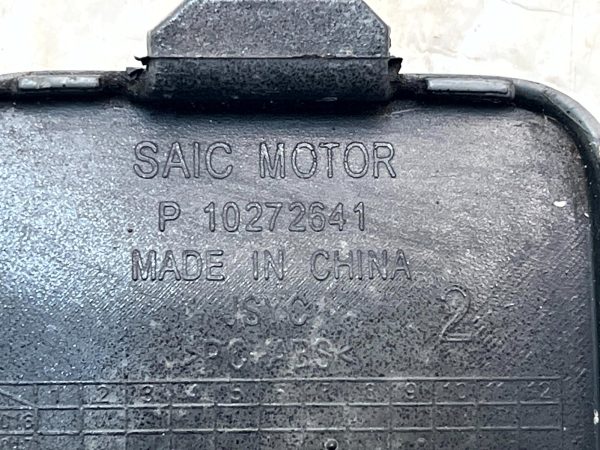 SAIC MOTOR
P 10272641
MADE IN CHINA
JSYC
2
>PC+ABS<
1 2 3 4 5 6 7 8 9 10 11 12